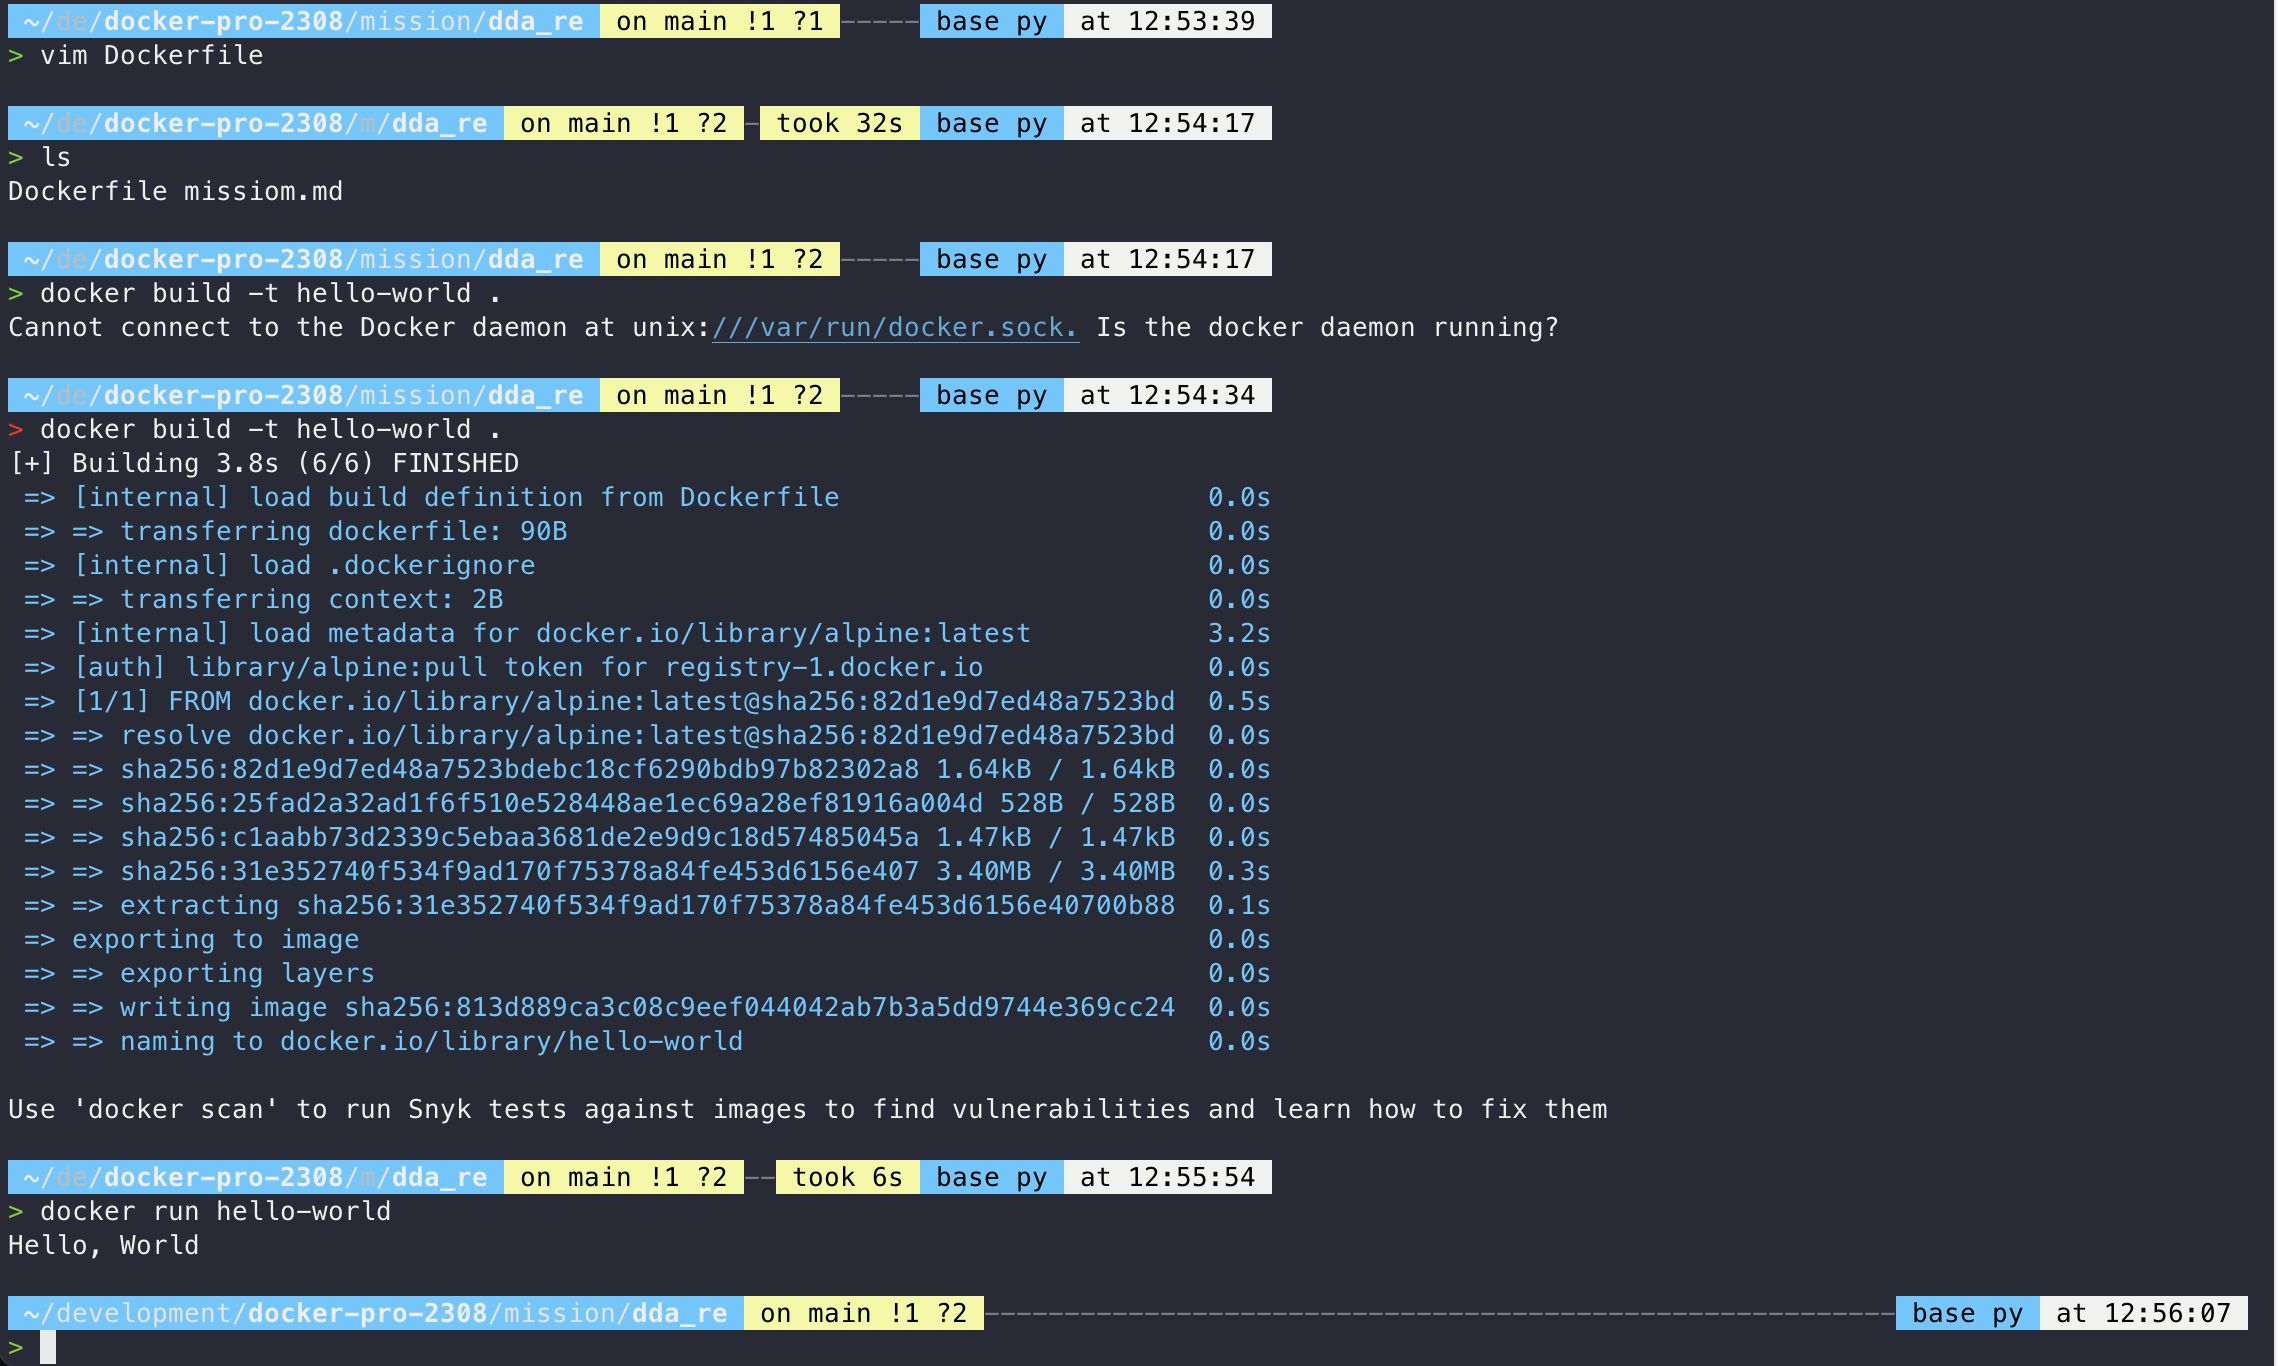 ~/de/docker-pro-2308/mission/dda_re on main !1 ?1 base py at 12:53:39
> vim Dockerfile
~/de/docker-pro-2308/m/dda_re on main !1 ?2 took 32s base py at 12:54:17
> ls
Dockerfile missiom.md
~/de/docker-pro-2308/mission/dda_re on main !1 ?2 base py at 12:54:17
> docker build -t hello-world .
Cannot connect to the Docker daemon at unix:///var/run/docker.sock. Is the docker daemon running?
~/de/docker-pro-2308/mission/dda_re on main !1 ?2 base py at 12:54:34
> docker build -t hello-world .
[+] Building 3.8s (6/6) FINISHED
=> [internal] load build definition from Dockerfile 0.0s
=> => transferring dockerfile: 90B 0.0s
=> [internal] load .dockerignore 0.0s
=> => transferring context: 2B 0.0s
=> [internal] load metadata for docker.io/library/alpine:latest 3.2s
=> [auth] library/alpine:pull token for registry-1.docker.io 0.0s
=> [1/1] FROM docker.io/library/alpine:latest@sha256:82d1e9d7ed48a7523bd 0.5s
=> => resolve docker.io/library/alpine:latest@sha256:82d1e9d7ed48a7523bd 0.0s
=> => sha256:82d1e9d7ed48a7523bdebc18cf6290bdb97b82302a8 1.64kB / 1.64kB 0.0s
=> => sha256:25fad2a32ad1f6f510e528448ae1ec69a28ef81916a004d 528B / 528B 0.0s
=> => sha256:c1aabb73d2339c5ebaa3681de2e9d9c18d57485045a 1.47kB / 1.47kB 0.0s
=> => sha256:31e352740f534f9ad170f75378a84fe453d6156e407 3.40MB / 3.40MB 0.3s
=> => extracting sha256:31e352740f534f9ad170f75378a84fe453d6156e40700b88 0.1s
=> exporting to image 0.0s
=> => exporting layers 0.0s
=> => writing image sha256:813d889ca3c08c9eef044042ab7b3a5dd9744e369cc24 0.0s
=> => naming to docker.io/library/hello-world 0.0s
Use 'docker scan' to run Snyk tests against images to find vulnerabilities and learn how to fix them
~/de/docker-pro-2308/m/dda_re on main !1 ?2 took 6s base py at 12:55:54
> docker run hello-world
Hello, World
~/development/docker-pro-2308/mission/dda_re on main !1 ?2 base py at 12:56:07
>